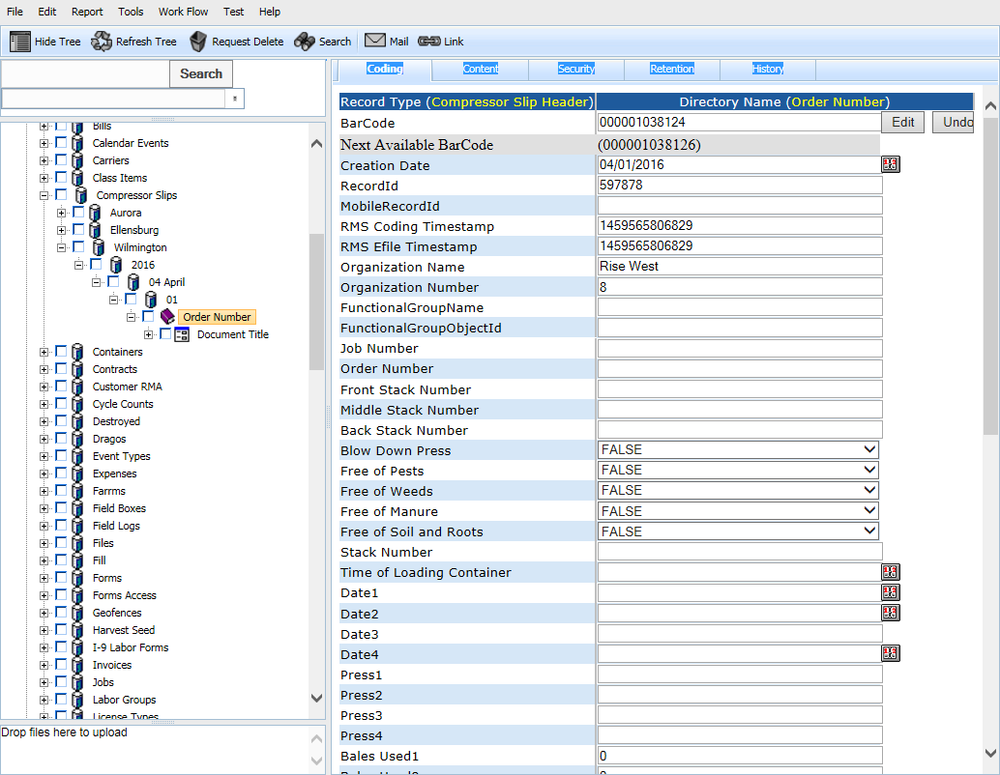 File Edit Report Tools Work Flow Test Help
Hide Tree Refresh Tree Request Delete Search Mail Link
Search
Bills
Calendar Events
Carriers
Class Items
Compressor Slips
Aurora
Ellensburg
Wilmington
2016
04 April
01
Order Number
Document Title
Containers
Contracts
Customer RMA
Cycle Counts
Destroyed
Dragos
Event Types
Expenses
Farrms
Field Boxes
Field Logs
Files
Fill
Forms
Forms Access
Geofences
Harvest Seed
I-9 Labor Forms
Invoices
Jobs
Labor Groups
License Types
Drop files here to upload
Coding Content Security Retention History
Record Type (Compressor Slip Header) Directory Name (Order Number)
BarCode 000001038124 Edit Undo
Next Available BarCode (000001038126)
Creation Date 04/01/2016
RecordId 597878
MobileRecordId
RMS Coding Timestamp 1459565806829
RMS Efile Timestamp 1459565806829
Organization Name Rise West
Organization Number 8
FunctionalGroupName
FunctionalGroupObjectId
Job Number
Order Number
Front Stack Number
Middle Stack Number
Back Stack Number
Blow Down Press FALSE
Free of Pests FALSE
Free of Weeds FALSE
Free of Manure FALSE
Free of Soil and Roots FALSE
Stack Number
Time of Loading Container
Date1
Date2
Date3
Date4
Press1
Press2
Press3
Press4
Bales Used1 0